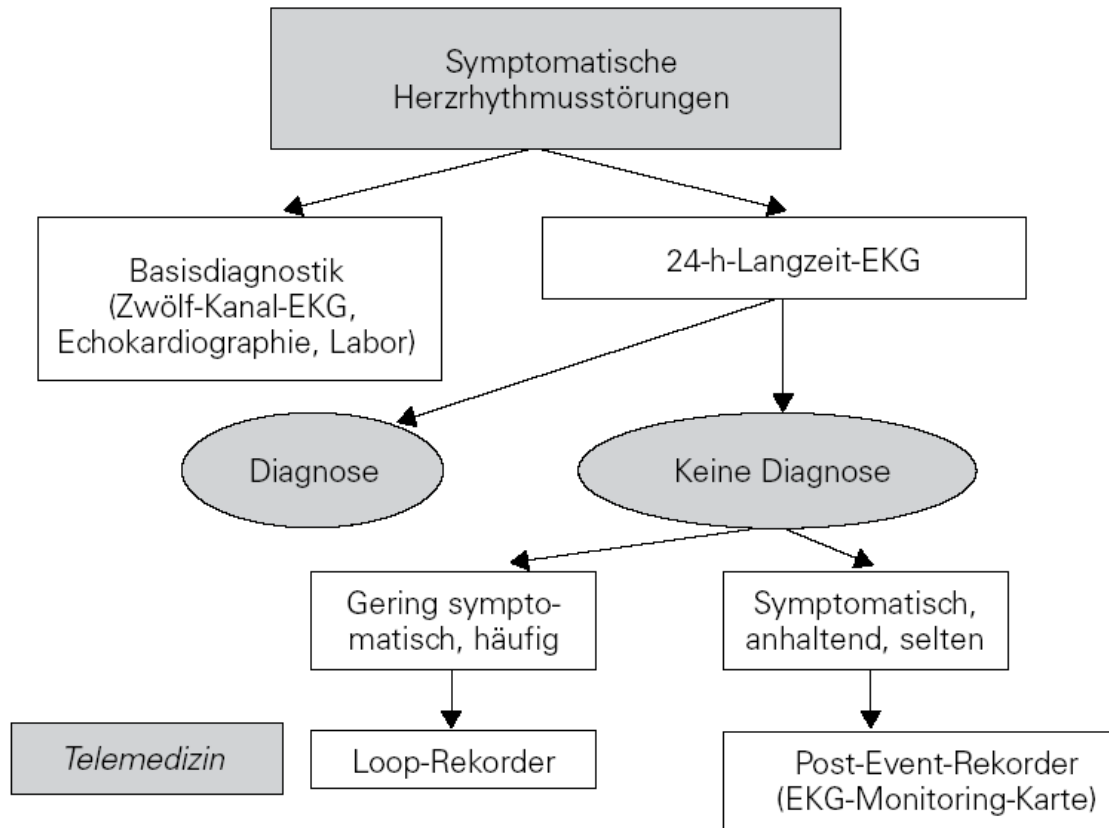 Symptomatische
Herzrhythmusstörungen
Basisdiagnostik
(Zwölf-Kanal-EKG,
Echokardiographie, Labor)
24-h-Langzeit-EKG
Diagnose
Keine Diagnose
Gering sympto-
matisch, häufig
Symptomatisch,
anhaltend, selten
Telemedizin
Loop-Rekorder
Post-Event-Rekorder
(EKG-Monitoring-Karte)